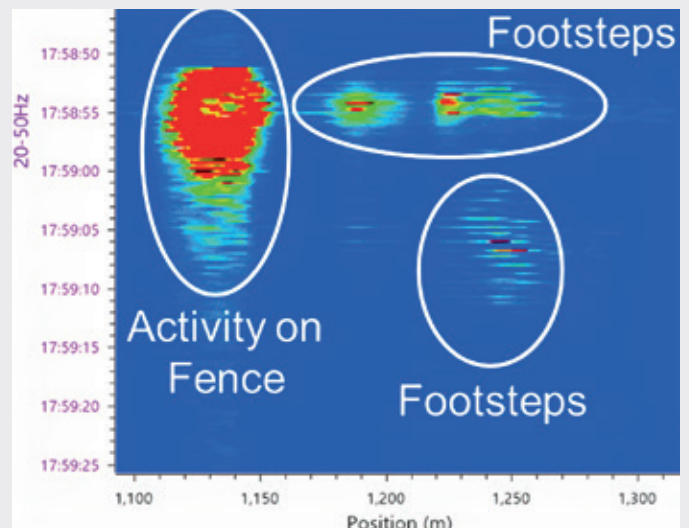 Footsteps
17:58:50
17:58:55
20-50Hz
17:59:00
17:59:05
17:59:10
Activity on
Fence
17:59:15
Footsteps
17:59:20
17:59:25
1,100
1,150
1,200
1,250
1,300
Position (m)